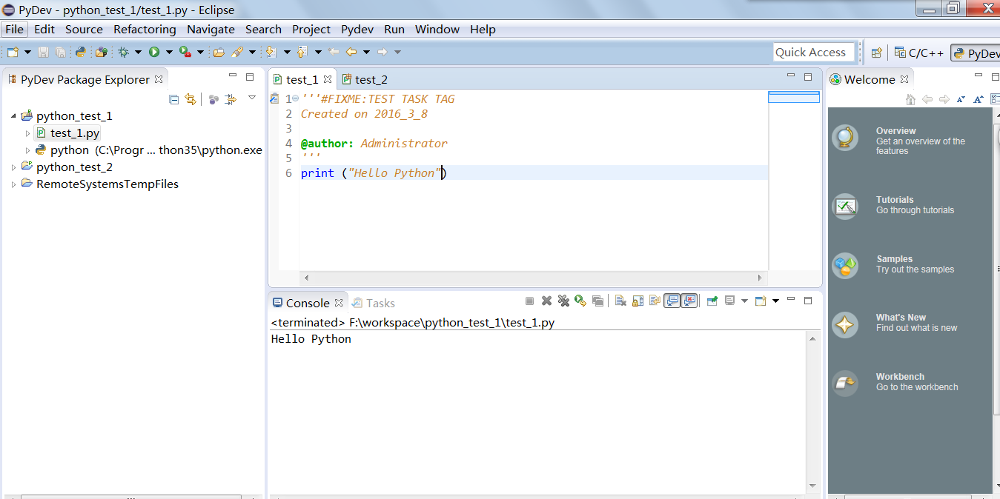 PyDev - python_test_1/test_1.py - Eclipse
File Edit Source Refactoring Navigate Search Project Pydev Run Window Help
Quick Access
C/C++
PyDev
PyDev Package Explorer
python_test_1
test_1.py
python (C:\Progr ... thon35\python.exe
python_test_2
RemoteSystemsTempFiles
test_1
test_2
1 '''#FIXME:TEST TASK TAG
2 Created on 2016_3_8
3
4 @author: Administrator
5 '''
6 print ("Hello Python")
Console
Tasks
<terminated> F:\workspace\python_test_1\test_1.py
Hello Python
Welcome
Overview
Get an overview of the
features
Tutorials
Go through tutorials
Samples
Try out the samples
What's New
Find out what is new
Workbench
Go to the workbench